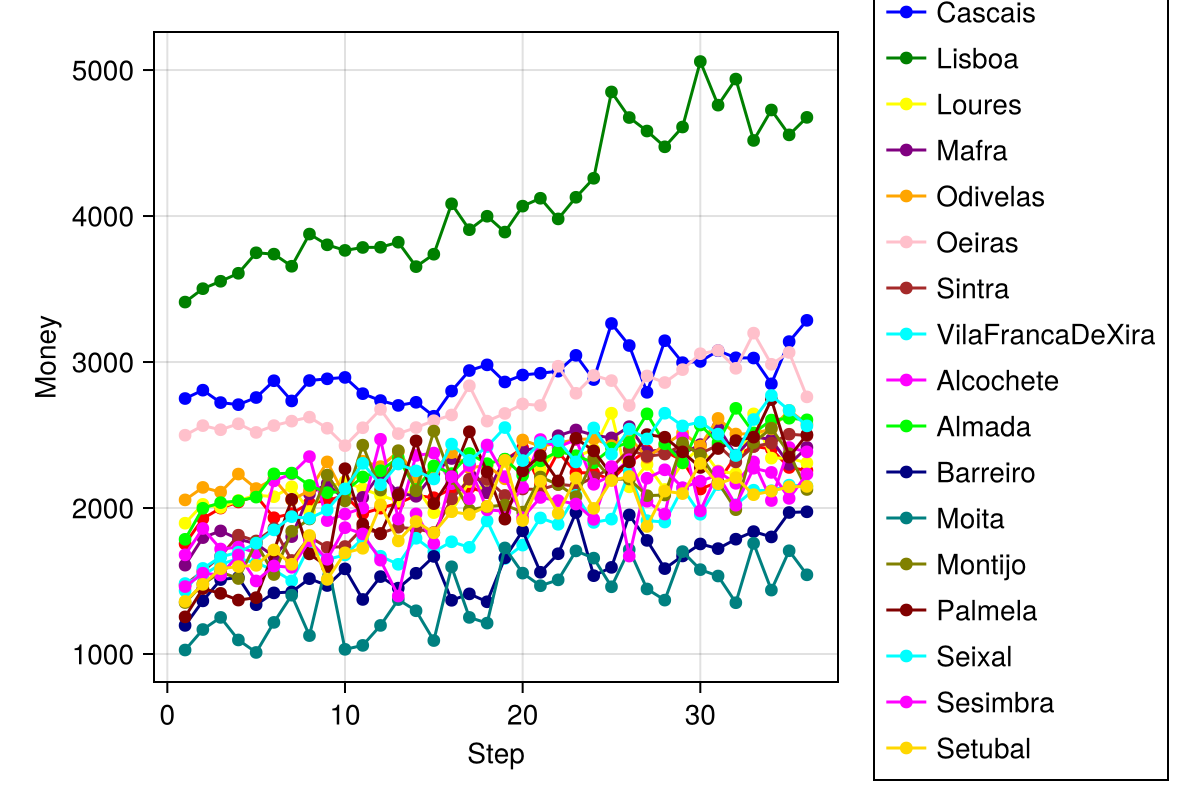 5000
4000
3000
2000
1000
Money
0
10
20
30
Step
Cascais
Lisboa
Loures
Mafra
Odivelas
Oeiras
Sintra
VilaFrancaDeXira
Alcochete
Almada
Barreiro
Moita
Montijo
Palmela
Seixal
Sesimbra
Setubal